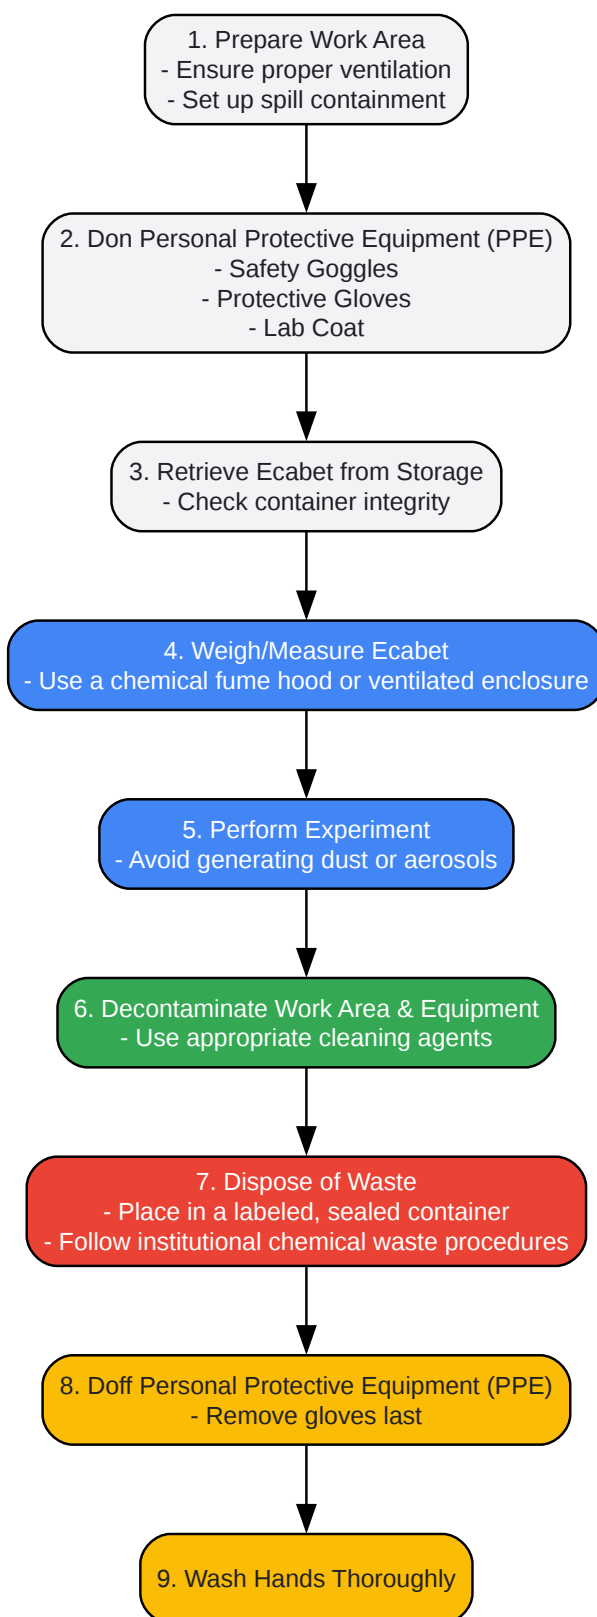 1. Prepare Work Area
- Ensure proper ventilation
- Set up spill containment
2. Don Personal Protective Equipment (PPE)
- Safety Goggles
- Protective Gloves
- Lab Coat
3. Retrieve Ecabet from Storage
- Check container integrity
4. Weigh/Measure Ecabet
- Use a chemical fume hood or ventilated enclosure
5. Perform Experiment
- Avoid generating dust or aerosols
6. Decontaminate Work Area & Equipment
- Use appropriate cleaning agents
7. Dispose of Waste
- Place in a labeled, sealed container
- Follow institutional chemical waste procedures
8. Doff Personal Protective Equipment (PPE)
- Remove gloves last
9. Wash Hands Thoroughly